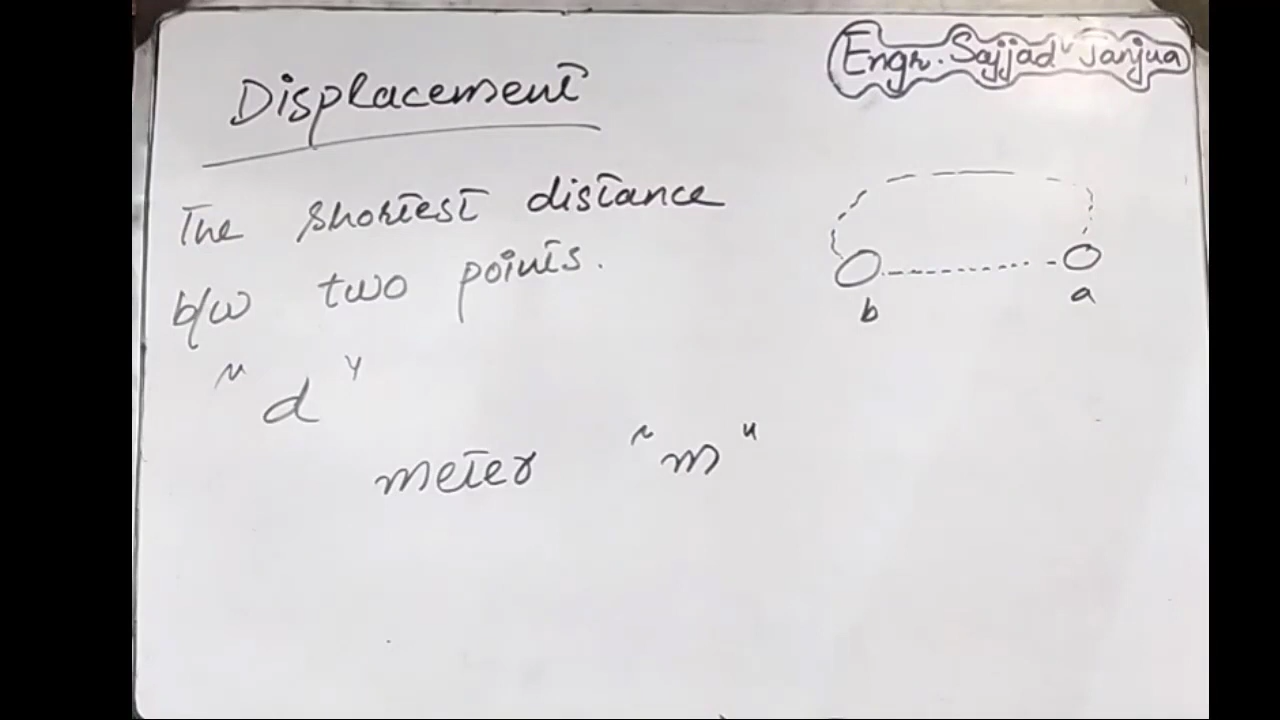 Engr. Sajjad Janjua
Displacement
The shortest distance
b/w two points.
"d"
meter "m"
b
a